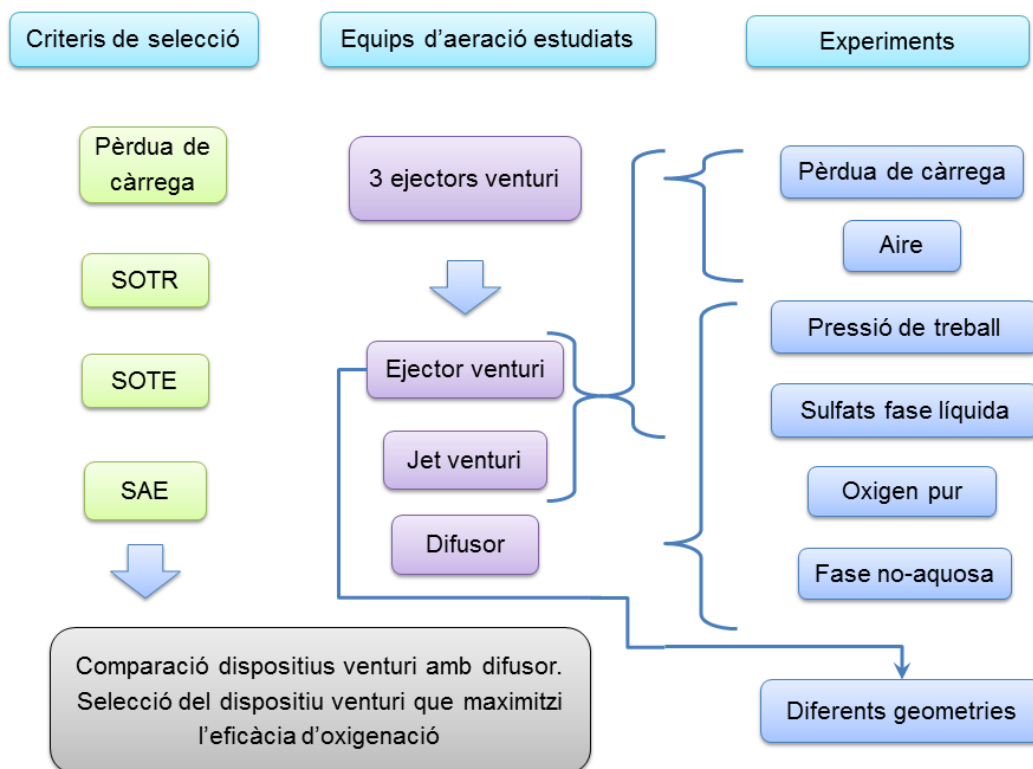 Criteris de selecció
Equips d'aeració estudiats
Experiments
Pèrdua de
càrrega
SOTR
SOTE
SAE
3 ejectors venturi
Ejector venturi
Jet venturi
Difusor
Pèrdua de càrrega
Aire
Pressió de treball
Sulfats fase líquida
Oxigen pur
Fase no-aquosa
Diferents geometries
Comparació dispositius venturi amb difusor.
Selecció del dispositiu venturi que maximitzi
l'eficàcia d'oxigenació